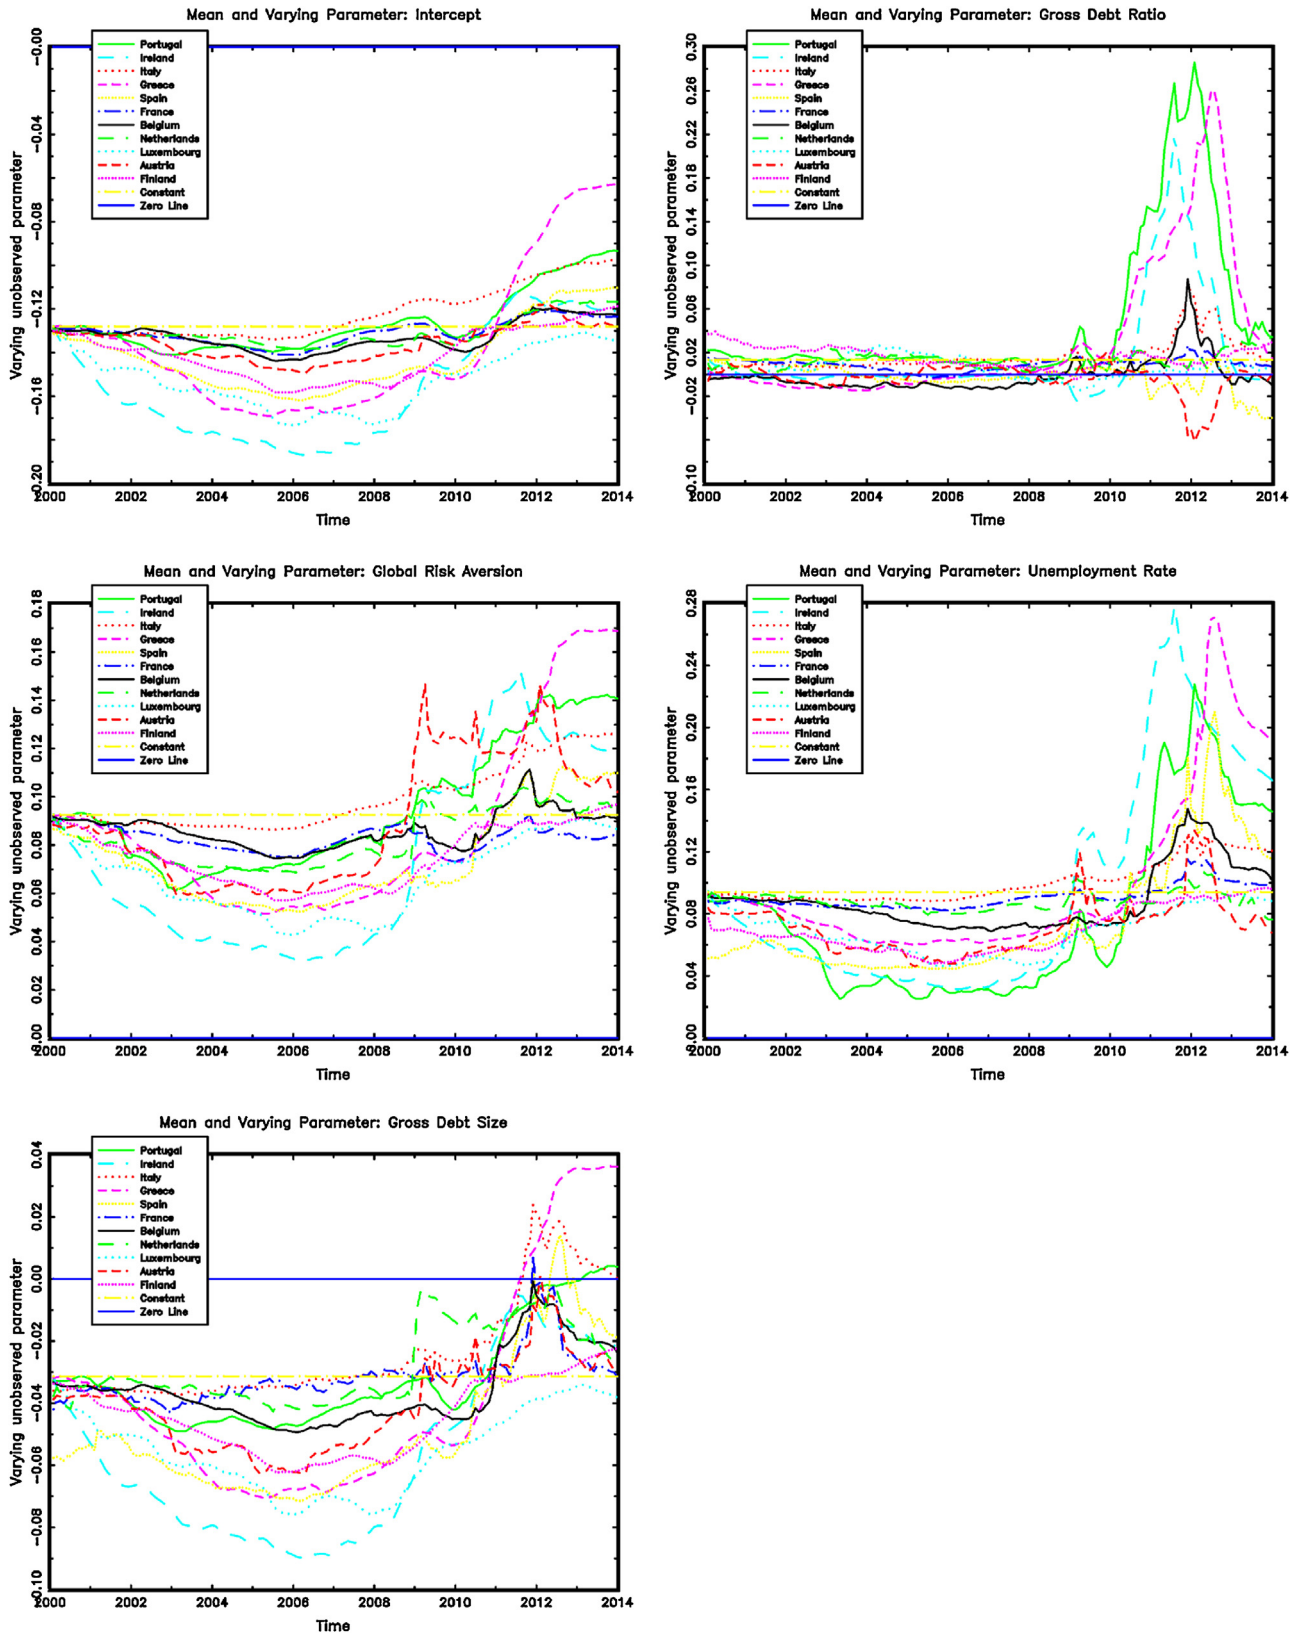 Mean and Varying Parameter: Intercept
Varying unobserved parameter
-0.00
-0.04
-0.08
-0.12
-0.16
-0.20
Portugal
Ireland
Italy
Greece
Spain
France
Belgium
Netherlands
Luxembourg
Austria
Finland
Constant
Zero Line
2000 2002 2004 2006 2008 2010 2012 2014
Time
Mean and Varying Parameter: Gross Debt Ratio
Varying unobserved parameter
0.30
0.26
0.22
0.18
0.14
0.10
0.06
0.02
-0.02
-0.10
Portugal
Ireland
Italy
Greece
Spain
France
Belgium
Netherlands
Luxembourg
Austria
Finland
Constant
Zero Line
2000 2002 2004 2006 2008 2010 2012 2014
Time
Mean and Varying Parameter: Global Risk Aversion
Varying unobserved parameter
0.18
0.16
0.14
0.12
0.10
0.08
0.06
0.04
0.02
0.00
Portugal
Ireland
Italy
Greece
Spain
France
Belgium
Netherlands
Luxembourg
Austria
Finland
Constant
Zero Line
2000 2002 2004 2006 2008 2010 2012 2014
Time
Mean and Varying Parameter: Unemployment Rate
Varying unobserved parameter
0.28
0.24
0.20
0.16
0.12
0.08
0.04
0.00
Portugal
Ireland
Italy
Greece
Spain
France
Belgium
Netherlands
Luxembourg
Austria
Finland
Constant
Zero Line
2000 2002 2004 2006 2008 2010 2012 2014
Time
Mean and Varying Parameter: Gross Debt Size
Varying unobserved parameter
0.04
0.02
0.00
-0.02
-0.04
-0.06
-0.08
-0.10
Portugal
Ireland
Italy
Greece
Spain
France
Belgium
Netherlands
Luxembourg
Austria
Finland
Constant
Zero Line
2000 2002 2004 2006 2008 2010 2012 2014
Time